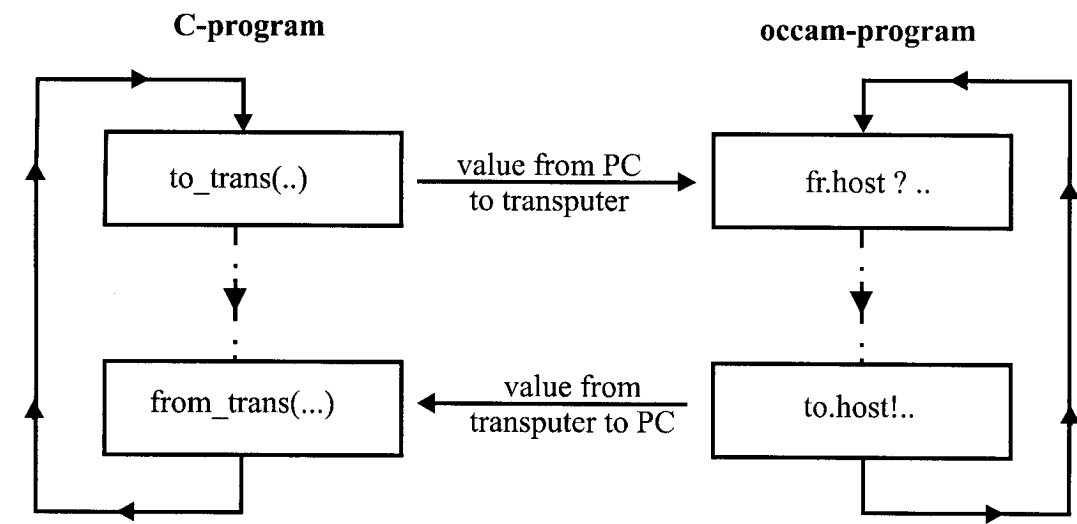 C-program
occam-program
to_trans(..)
value from PC
to transputer
fr.host ? ..
from_trans(...)
value from
transputer to PC
to.host!..